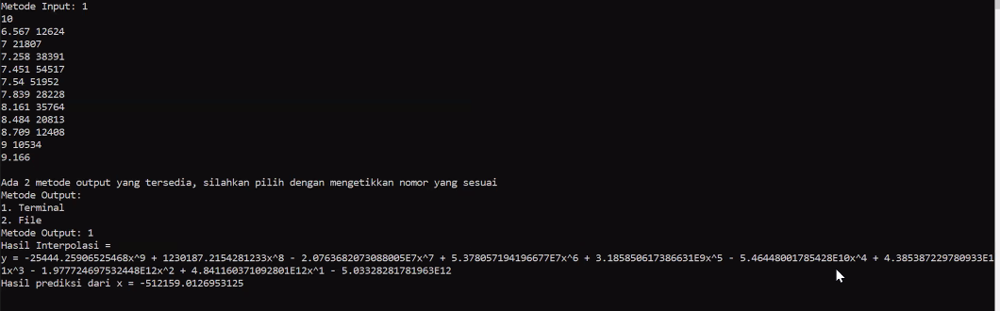 Metode Input: 1
10
6.567 12624
7 21807
7.258 38391
7.451 54517
7.54 51952
7.839 28228
8.161 35764
8.484 20813
8.709 12408
9 10534
9.166
Ada 2 metode output yang tersedia, silahkan pilih dengan mengetikkan nomor yang sesuai
Metode Output:
1. Terminal
2. File
Metode Output: 1
Hasil Interpolasi =
y = -25444.25906525468x^9 + 1230187.2154281233x^8 - 2.0763682073088005E7x^7 + 5.378057194196677E7x^6 + 3.185850617386631E9x^5 - 5.46448001785428E10x^4 + 4.385387229780933E1
1x^3 - 1.977724697532448E12x^2 + 4.841160371092801E12x^1 - 5.03328281781963E12
Hasil prediksi dari x = -512159.0126953125